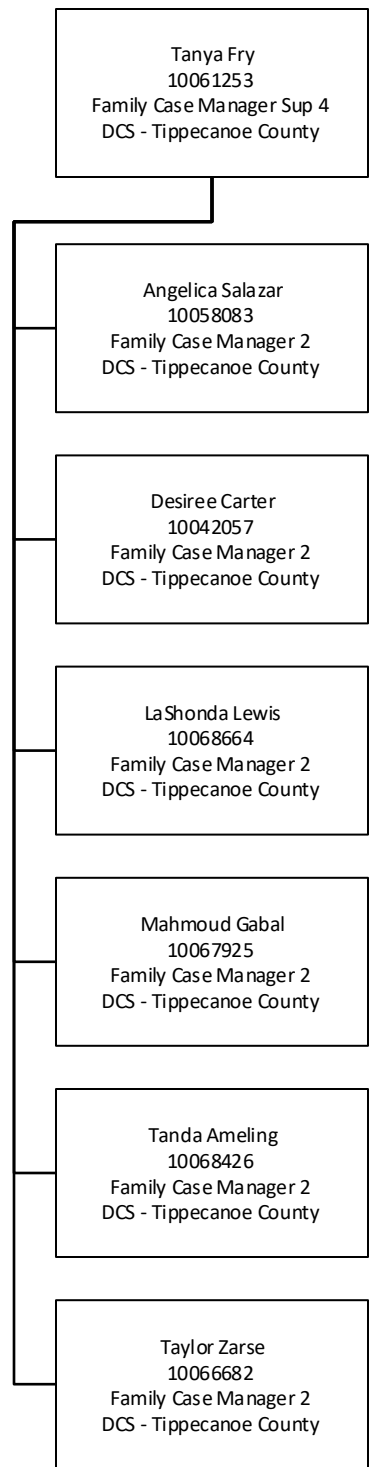 Tanya Fry
10061253
Family Case Manager Sup 4
DCS - Tippecanoe County
Angelica Salazar
10058083
Family Case Manager 2
DCS - Tippecanoe County
Desiree Carter
10042057
Family Case Manager 2
DCS - Tippecanoe County
LaShonda Lewis
10068664
Family Case Manager 2
DCS - Tippecanoe County
Mahmoud Gabal
10067925
Family Case Manager 2
DCS - Tippecanoe County
Tanda Ameling
10068426
Family Case Manager 2
DCS - Tippecanoe County
Taylor Zarse
10066682
Family Case Manager 2
DCS - Tippecanoe County